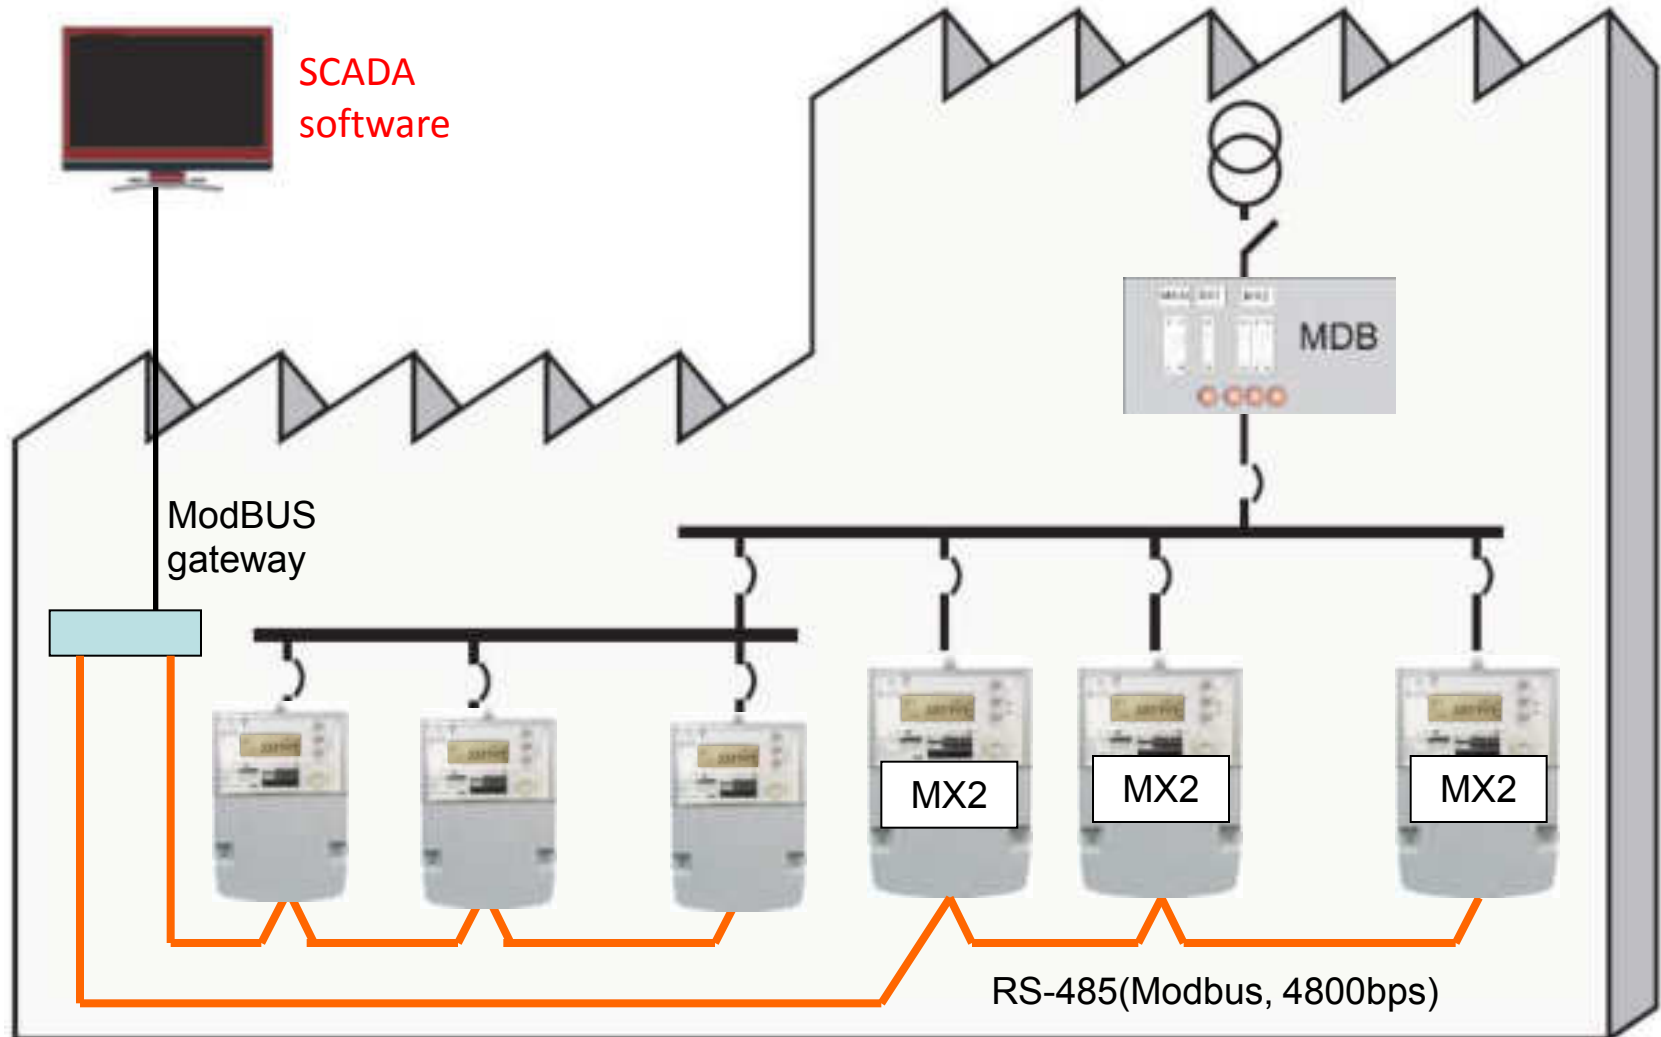 SCADA
software
MDB
ModBUS
gateway
MX2
MX2
MX2
RS-485(Modbus, 4800bps)